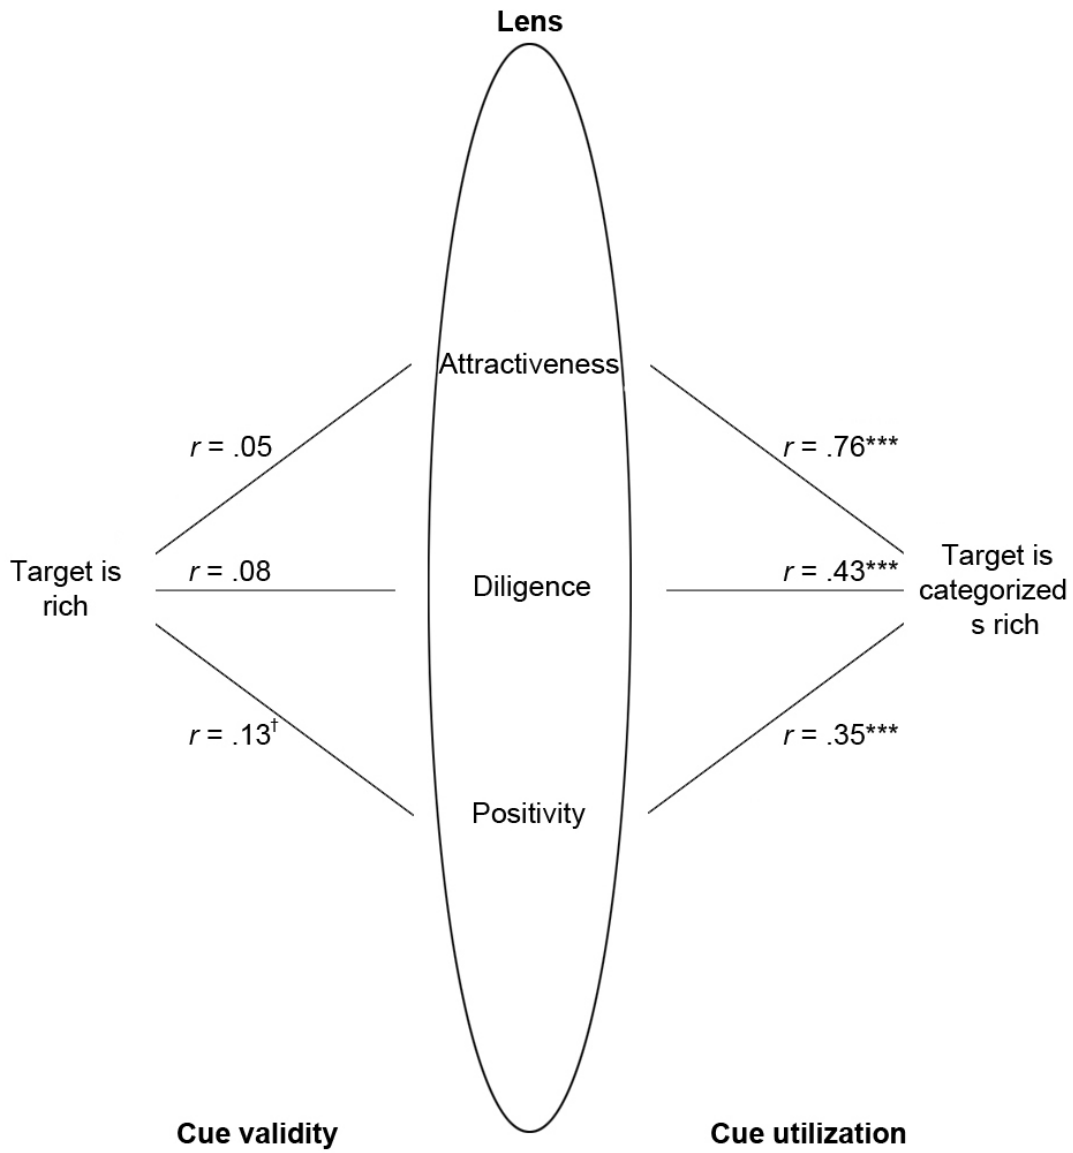 Lens
Attractiveness
r = .05
r = .76***
Target is
rich
r = .08
Diligence
r = .43***
Target is
categorized
s rich
r = .13†
r = .35***
Positivity
Cue validity
Cue utilization